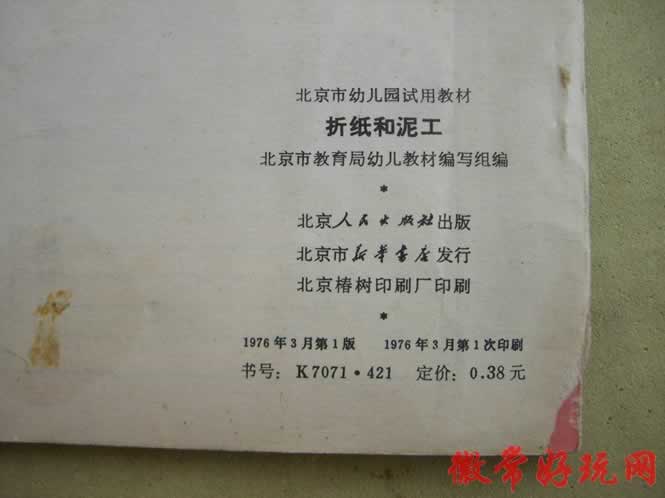 北京市幼儿园试用教材
折纸和泥工
北京市教育局幼儿教材编写组编
*
北京人民出版社出版
北京市新华书店发行
北京椿树印刷厂印刷
*
1976年3月第1版 1976年3月第1次印刷
书号：K7071·421 定价：0.38元
徽常好玩网